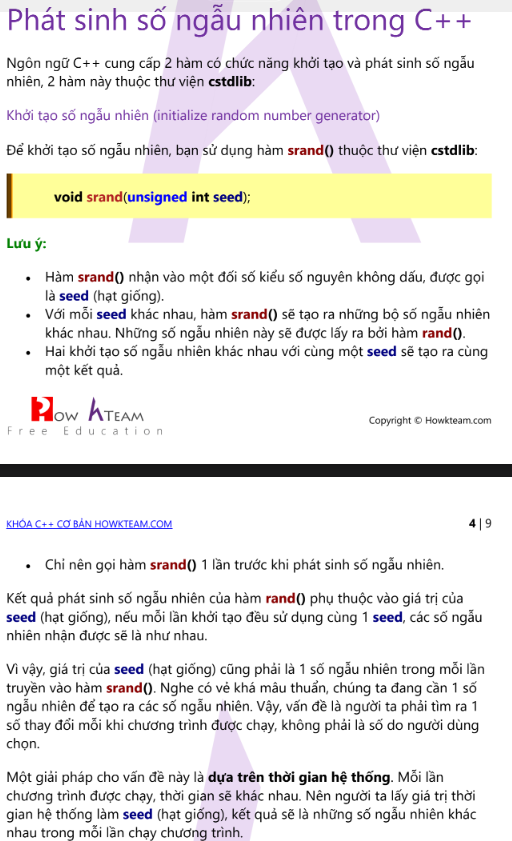 Phát sinh số ngẫu nhiên trong C++
Ngôn ngữ C++ cung cấp 2 hàm có chức năng khởi tạo và phát sinh số ngẫu
nhiên, 2 hàm này thuộc thư viện cstdlib:
Khởi tạo số ngẫu nhiên (initialize random number generator)
Để khởi tạo số ngẫu nhiên, bạn sử dụng hàm srand() thuộc thư viện cstdlib:
void srand(unsigned int seed);
Lưu ý:
• Hàm srand() nhận vào một đối số kiểu số nguyên không dấu, được gọi
là seed (hạt giống).
• Với mỗi seed khác nhau, hàm srand() sẽ tạo ra những bộ số ngẫu nhiên
khác nhau. Những số ngẫu nhiên này sẽ được lấy ra bởi hàm rand().
• Hai khởi tạo số ngẫu nhiên khác nhau với cùng một seed sẽ tạo ra cùng
một kết quả.
HOW KTEAM
Free Education
Copyright © Howkteam.com
KHÓA C++ CƠ BẢN HOWKTEAM.COM 4 | 9
• Chỉ nên gọi hàm srand() 1 lần trước khi phát sinh số ngẫu nhiên.
Kết quả phát sinh số ngẫu nhiên của hàm rand() phụ thuộc vào giá trị của
seed (hạt giống), nếu mỗi lần khởi tạo đều sử dụng cùng 1 seed, các số ngẫu
nhiên nhận được sẽ là như nhau.
Vì vậy, giá trị của seed (hạt giống) cũng phải là 1 số ngẫu nhiên trong mỗi lần
truyền vào hàm srand(). Nghe có vẻ khá mâu thuẩn, chúng ta đang cần 1 số
ngẫu nhiên để tạo ra các số ngẫu nhiên. Vậy, vấn đề là người ta phải tìm ra 1
số thay đổi mỗi khi chương trình được chạy, không phải là số do người dùng
chọn.
Một giải pháp cho vấn đề này là dựa trên thời gian hệ thống. Mỗi lần
chương trình được chạy, thời gian sẽ khác nhau. Nên người ta lấy giá trị thời
gian hệ thống làm seed (hạt giống), kết quả sẽ là những số ngẫu nhiên khác
nhau trong mỗi lần chạy chương trình.